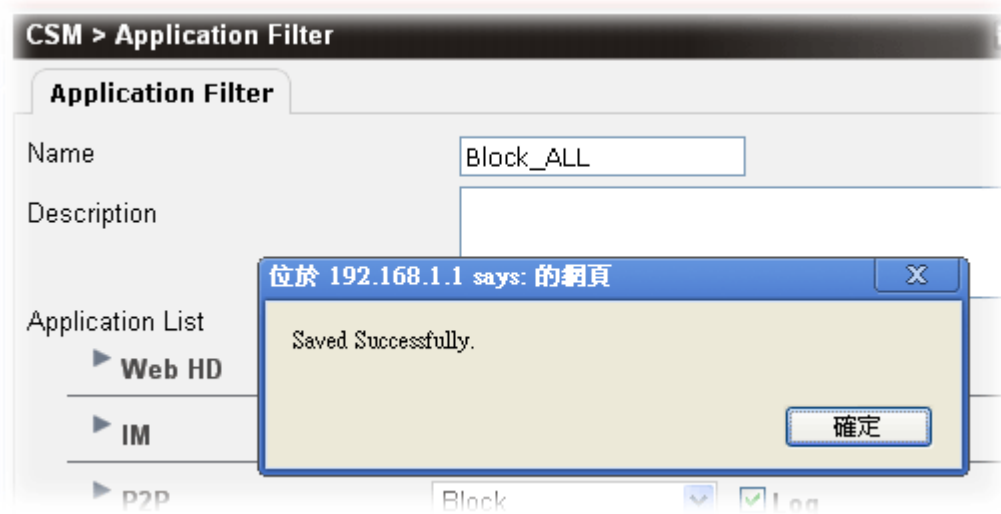 CSM > Application Filter
Application Filter
Name
Block_ALL
Description
位於 192.168.1.1 says: 的網頁
Saved Successfully.
確定
Application List
Web HD
IM
P2P
Block
Log